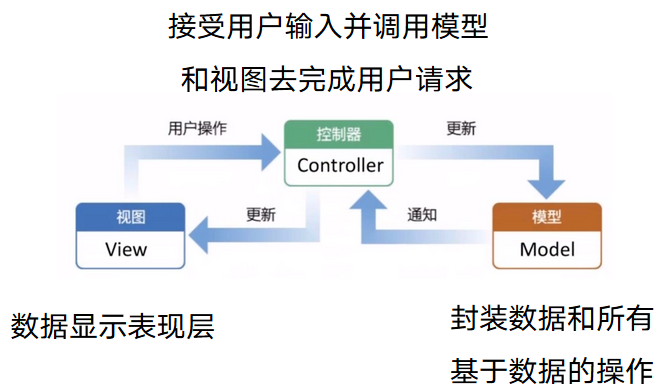 接受用户输入并调用模型
和视图去完成用户请求
用户操作
控制器
Controller
更新
视图
View
更新
通知
模型
Model
数据显示表现层
封装数据和所有
基于数据的操作